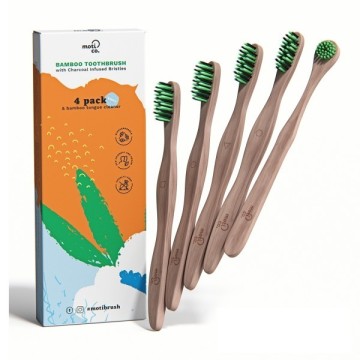 moti
co.
BAMBOO TOOTHBRUSH
with Charcoal Infused Bristles
4 pack
& bamboo tongue cleaner
@motibrush